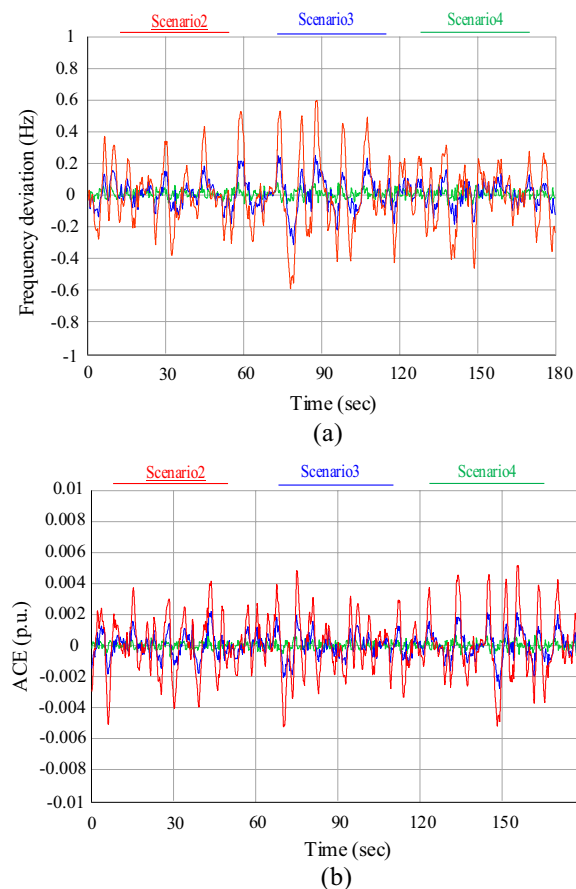 Scenario2 Scenario3 Scenario4
1
0.8
0.6
0.4
0.2
0
-0.2
-0.4
-0.6
-0.8
-1
Frequency deviation (Hz)
0 30 60 90 120 150 180
Time (sec)
(a)
Scenario2 Scenario3 Scenario4
0.01
0.008
0.006
0.004
0.002
0
-0.002
-0.004
-0.006
-0.008
-0.01
ACE (p.u.)
0 30 60 90 120 150
Time (sec)
(b)